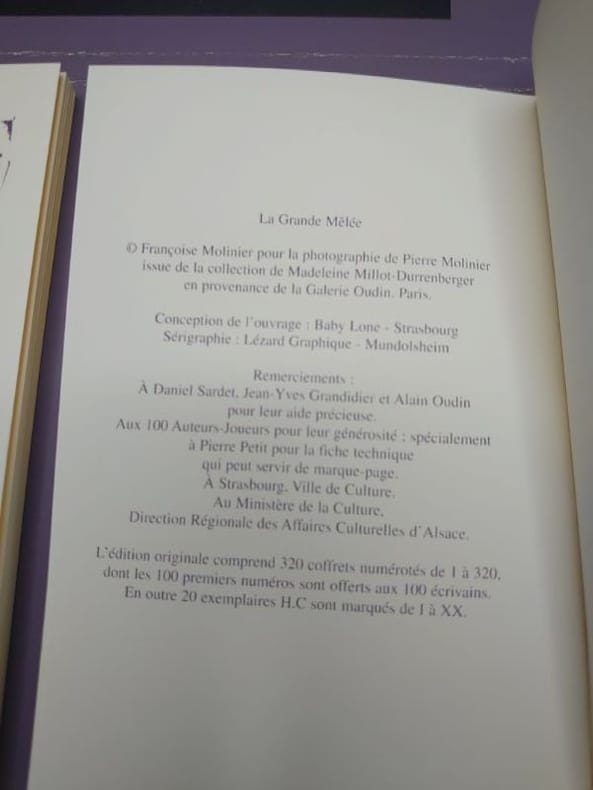 La Grande Mêlée
© Françoise Molinier pour la photographie de Pierre Molinier
issue de la collection de Madeleine Millot-Durrenberger
en provenance de la Galerie Oudin. Paris.
Conception de l'ouvrage : Baby Lone - Strasbourg
Sérigraphie : Lézard Graphique - Mundolsheim
Remerciements :
À Daniel Sardet, Jean-Yves Grandidier et Alain Oudin
pour leur aide précieuse.
Aux 100 Auteurs-Joueurs pour leur générosité ; spécialement
à Pierre Petit pour la fiche technique
qui peut servir de marque-page.
À Strasbourg, Ville de Culture.
Au Ministère de la Culture,
Direction Régionale des Affaires Culturelles d'Alsace.
L'édition originale comprend 320 coffrets numérotés de 1 à 320,
dont les 100 premiers numéros sont offerts aux 100 écrivains.
En outre 20 exemplaires H.C sont marqués de I à XX.